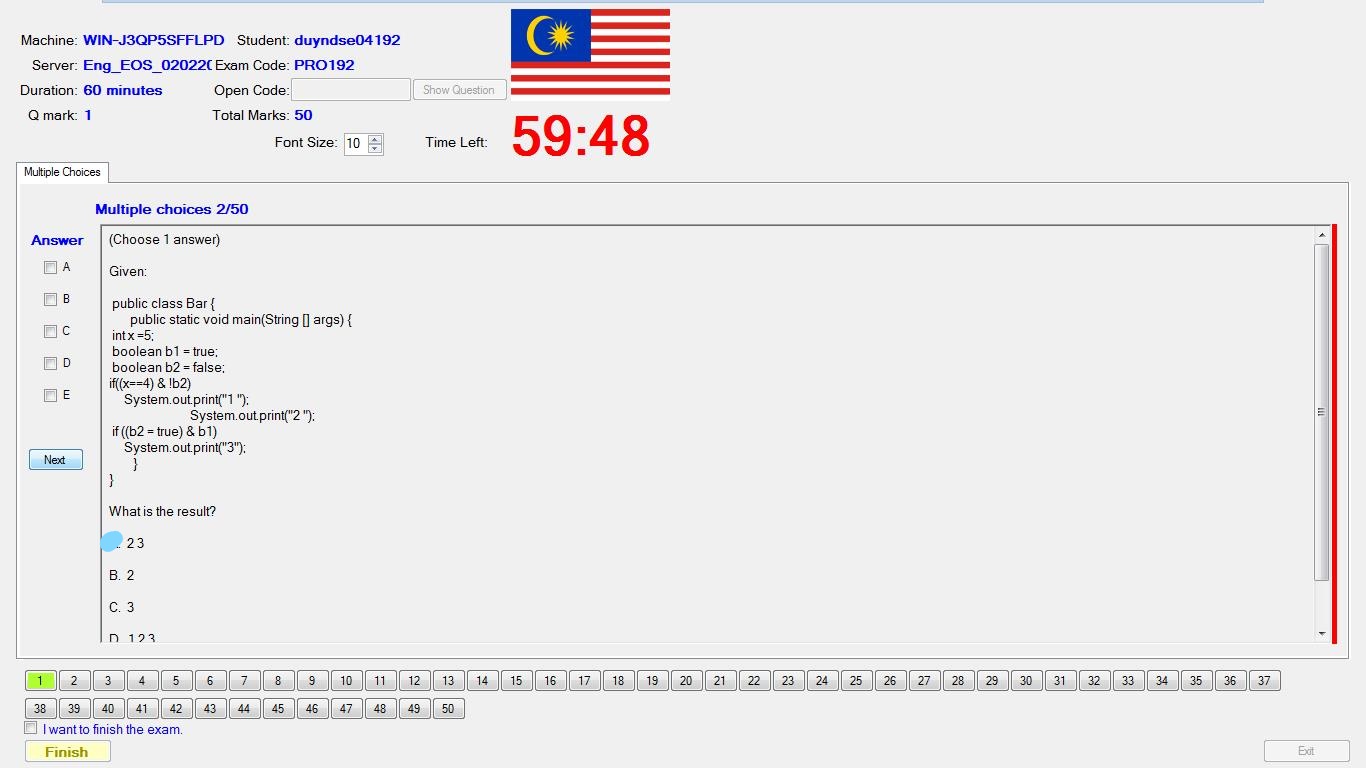 Machine: WIN-J3QP5SFFLPD Student: duyndse04192
Server: Eng_EOS_020220 Exam Code: PRO192
Duration: 60 minutes Open Code: Show Question
Q mark: 1 Total Marks: 50
Font Size: 10 Time Left: 59:48
Multiple Choices
Multiple choices 2/50
Answer
A
B
C
D
E
Next
(Choose 1 answer)
Given:
public class Bar {
public static void main(String [] args) {
int x =5;
boolean b1 = true;
boolean b2 = false;
if((x==4) & !b2)
System.out.print("1 ");
System.out.print("2 ");
if ((b2 = true) & b1)
System.out.print("3");
}
}
What is the result?
2 3
B. 2
C. 3
D. 1 2 3
1 2 3 4 5 6 7 8 9 10 11 12 13 14 15 16 17 18 19 20 21 22 23 24 25 26 27 28 29 30 31 32 33 34 35 36 37
38 39 40 41 42 43 44 45 46 47 48 49 50
I want to finish the exam.
Finish Exit